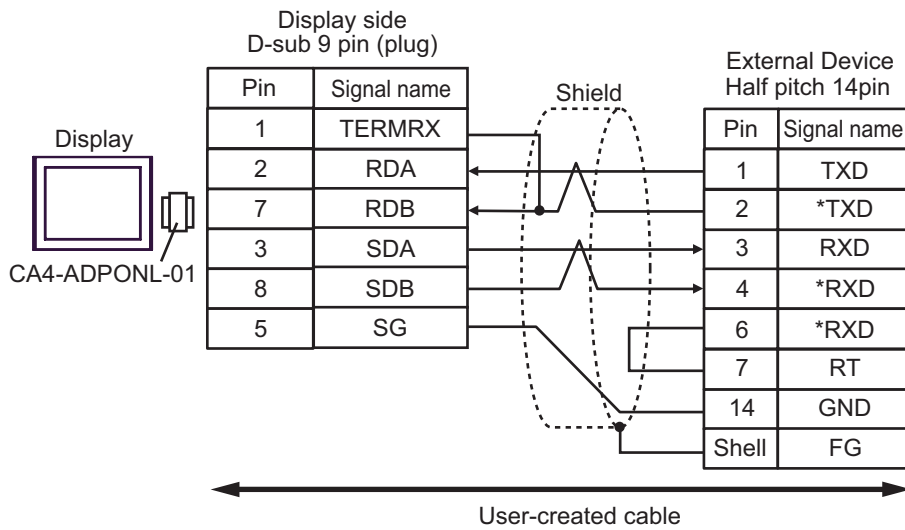 Display side
D-sub 9 pin (plug)
External Device
Half pitch 14pin
Shield
Display
CA4-ADPONL-01
Pin Signal name
1 TERMRX
2 RDA
7 RDB
3 SDA
8 SDB
5 SG
Pin Signal name
1 TXD
2 *TXD
3 RXD
4 *RXD
6 *RXD
7 RT
14 GND
Shell FG
User-created cable